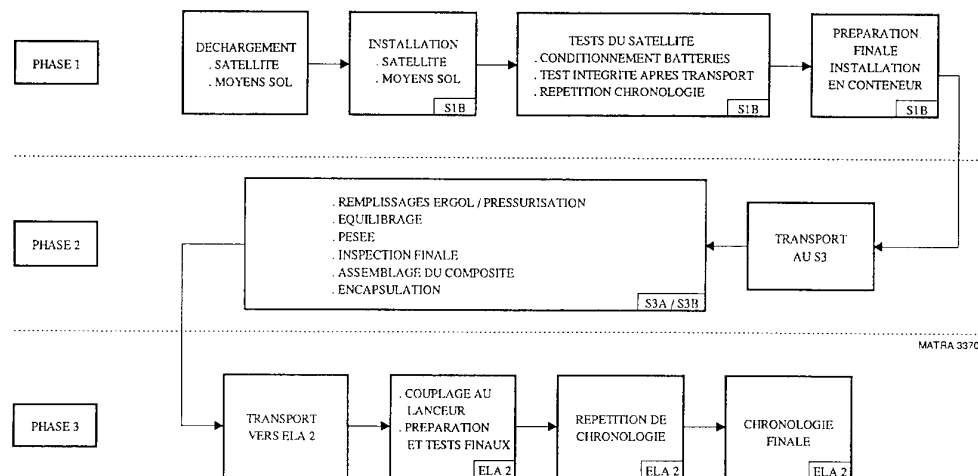 PHASE 1
DECHARGEMENT
. SATELLITE
. MOYENS SOL
INSTALLATION
. SATELLITE
. MOYENS SOL
S1B
TESTS DU SATELLITE
. CONDITIONNEMENT BATTERIES
. TEST INTEGRITE APRES TRANSPORT
. REPETITION CHRONOLOGIE
S1B
PREPARATION
FINALE
INSTALLATION
EN CONTENEUR
S1B
PHASE 2
. REMPLISSAGES ERGOL / PRESSURISATION
. EQUILIBRAGE
. PESEE
. INSPECTION FINALE
. ASSEMBLAGE DU COMPOSITE
. ENCAPSULATION
S3A / S3B
TRANSPORT
AU S3
MATRA 3370
PHASE 3
TRANSPORT
VERS ELA 2
. COUPLAGE AU
LANCEUR
. PREPARATION
ET TESTS FINAUX
ELA 2
REPETITION DE
CHRONOLOGIE
ELA 2
CHRONOLOGIE
FINALE
ELA 2